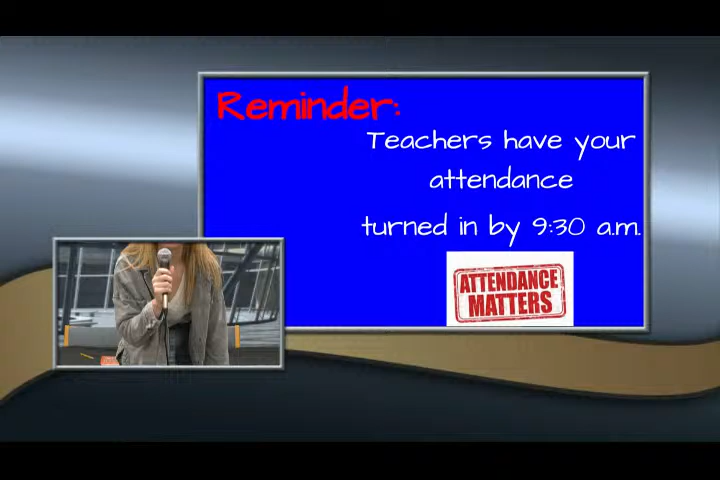 Reminder:
Teachers have your
attendance
turned in by 9:30 a.m.
ATTENDANCE
MATTERS